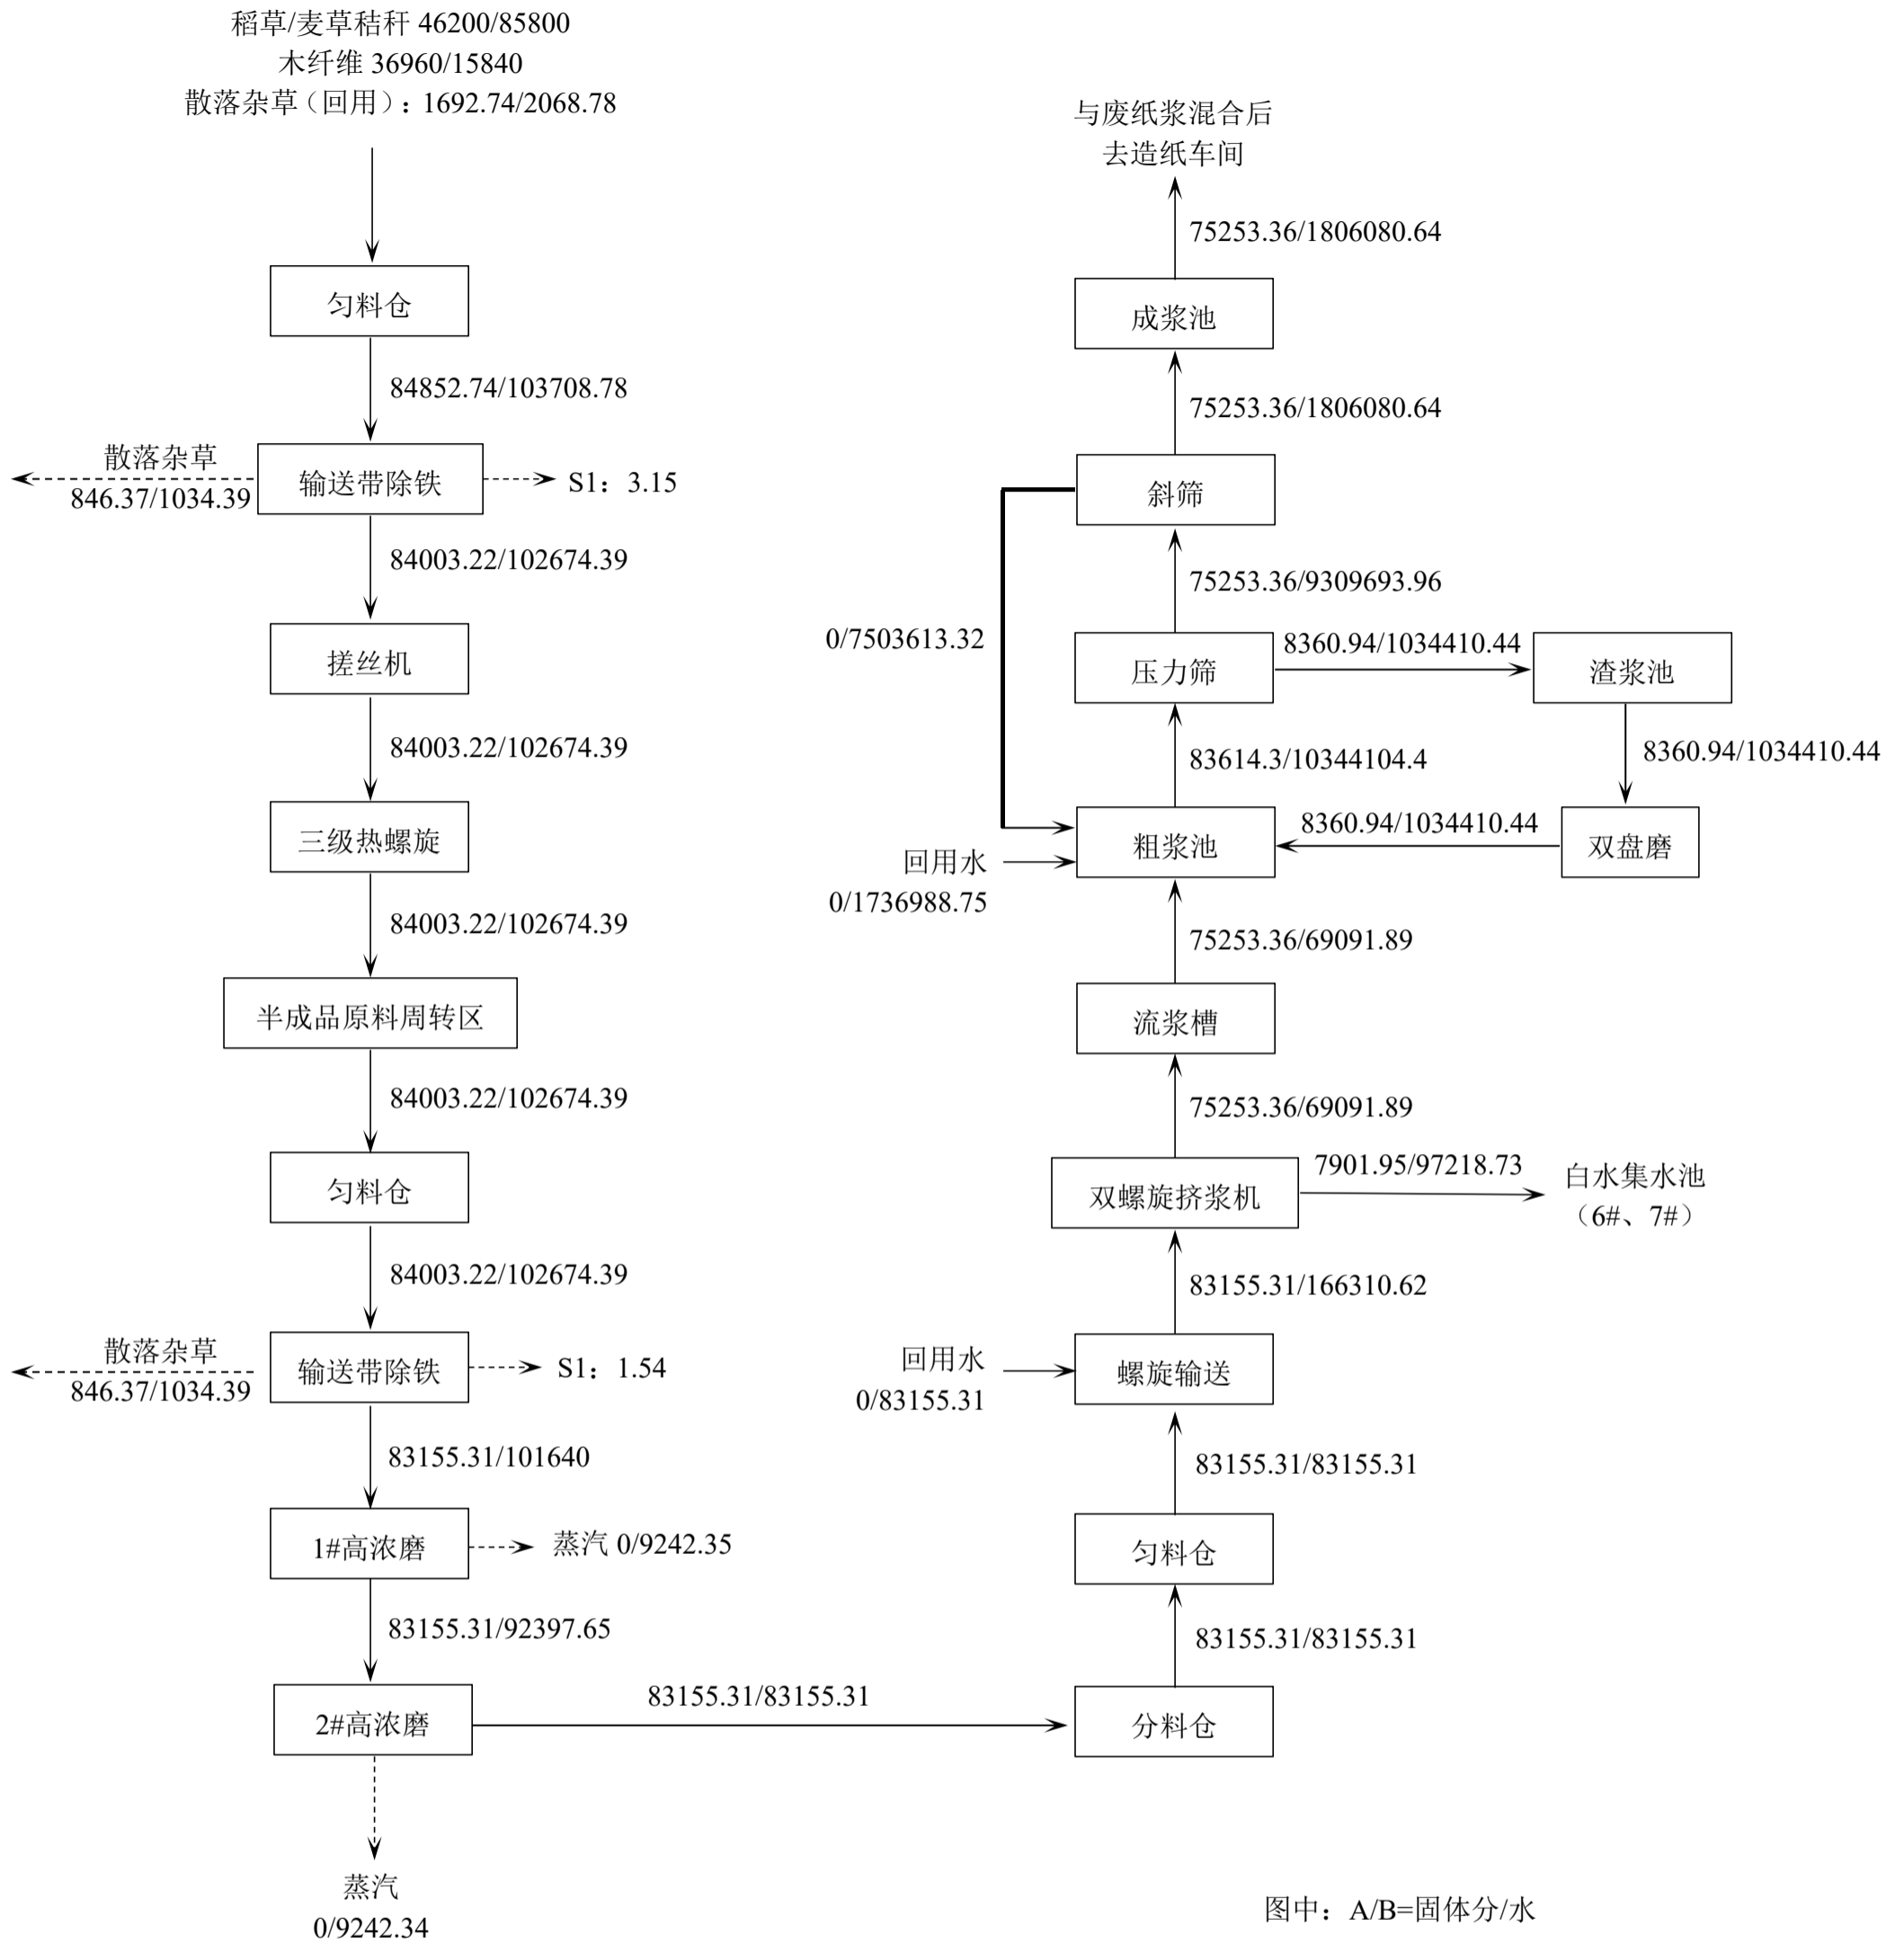 稻草/麦草秸秆 46200/85800
木纤维 36960/15840
散落杂草（回用）：1692.74/2068.78
匀料仓
84852.74/103708.78
散落杂草
846.37/1034.39
输送带除铁
S1：3.15
84003.22/102674.39
搓丝机
84003.22/102674.39
三级热螺旋
84003.22/102674.39
半成品原料周转区
84003.22/102674.39
匀料仓
84003.22/102674.39
散落杂草
846.37/1034.39
输送带除铁
S1：1.54
83155.31/101640
1#高浓磨
蒸汽 0/9242.35
83155.31/92397.65
2#高浓磨
蒸汽
0/9242.34
83155.31/83155.31
与废纸浆混合后
去造纸车间
75253.36/1806080.64
成浆池
75253.36/1806080.64
斜筛
75253.36/9309693.96
0/7503613.32
压力筛
8360.94/1034410.44
渣浆池
83614.3/10344104.4
8360.94/1034410.44
粗浆池
8360.94/1034410.44
双盘磨
回用水
0/1736988.75
75253.36/69091.89
流浆槽
75253.36/69091.89
双螺旋挤浆机
7901.95/97218.73
白水集水池
（6#、7#）
83155.31/166310.62
回用水
0/83155.31
螺旋输送
83155.31/83155.31
匀料仓
83155.31/83155.31
分料仓
图中：A/B=固体分/水